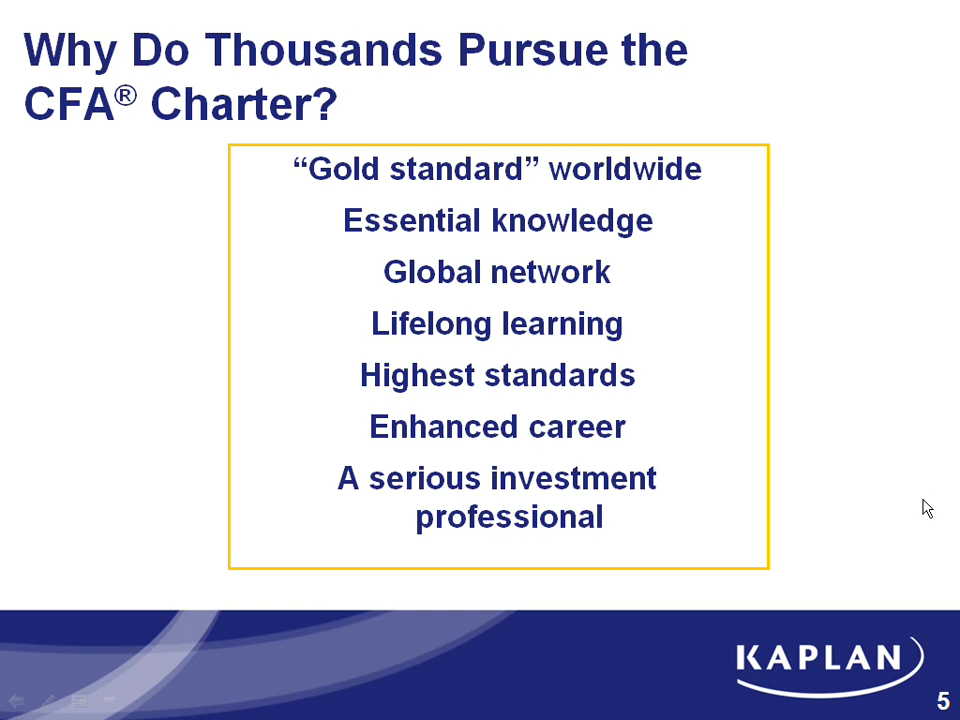 Why Do Thousands Pursue the
CFA® Charter?
“Gold standard” worldwide
Essential knowledge
Global network
Lifelong learning
Highest standards
Enhanced career
A serious investment
professional
KAPLAN
5